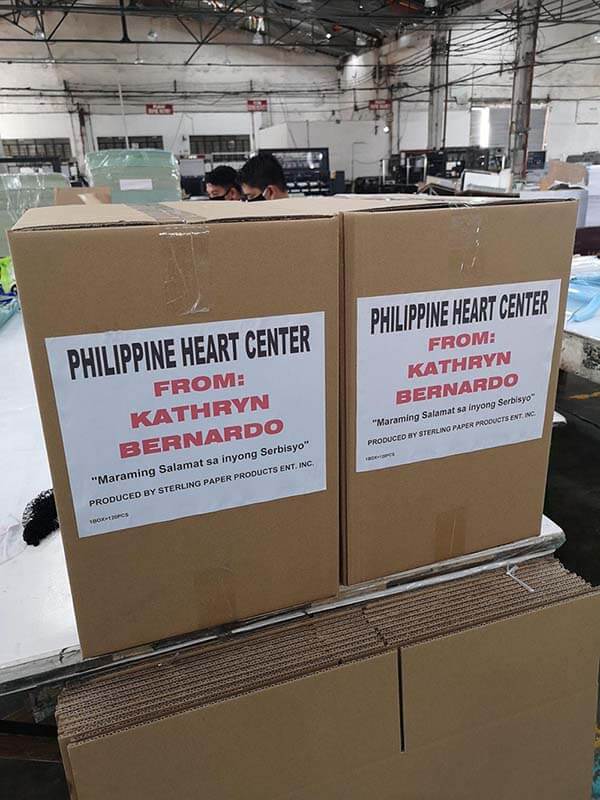 PHILIPPINE HEART CENTER
FROM:
KATHRYN
BERNARDO
"Maraming Salamat sa inyong Serbisyo"
PRODUCED BY STERLING PAPER PRODUCTS ENT. INC.
1BOX=120PCS
PHILIPPINE HEART CENTER
FROM:
KATHRYN
BERNARDO
"Maraming Salamat sa inyong Serbisyo"
PRODUCED BY STERLING PAPER PRODUCTS ENT. INC.
1BOX=120PCS